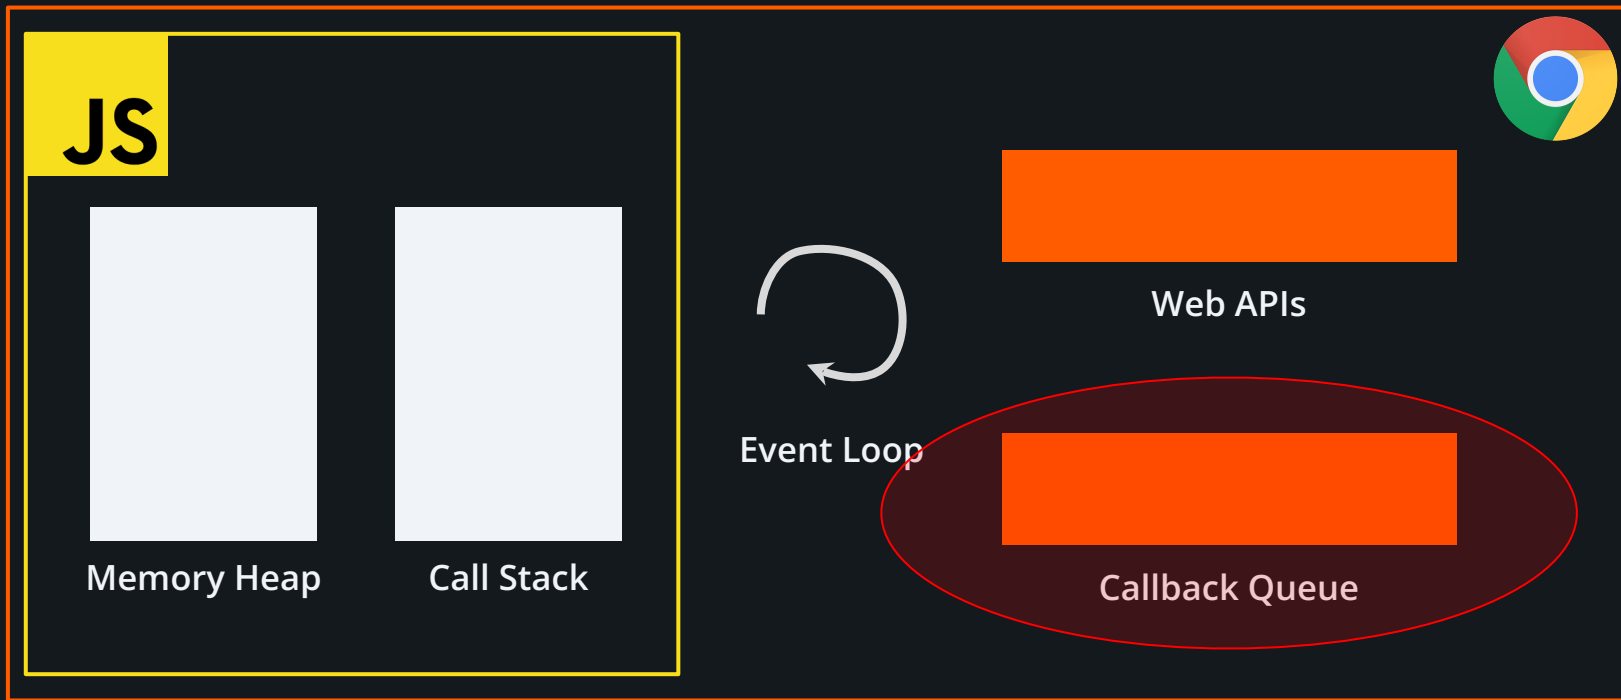 JS
Web APIs
Event Loop
Memory Heap
Call Stack
Callback Queue